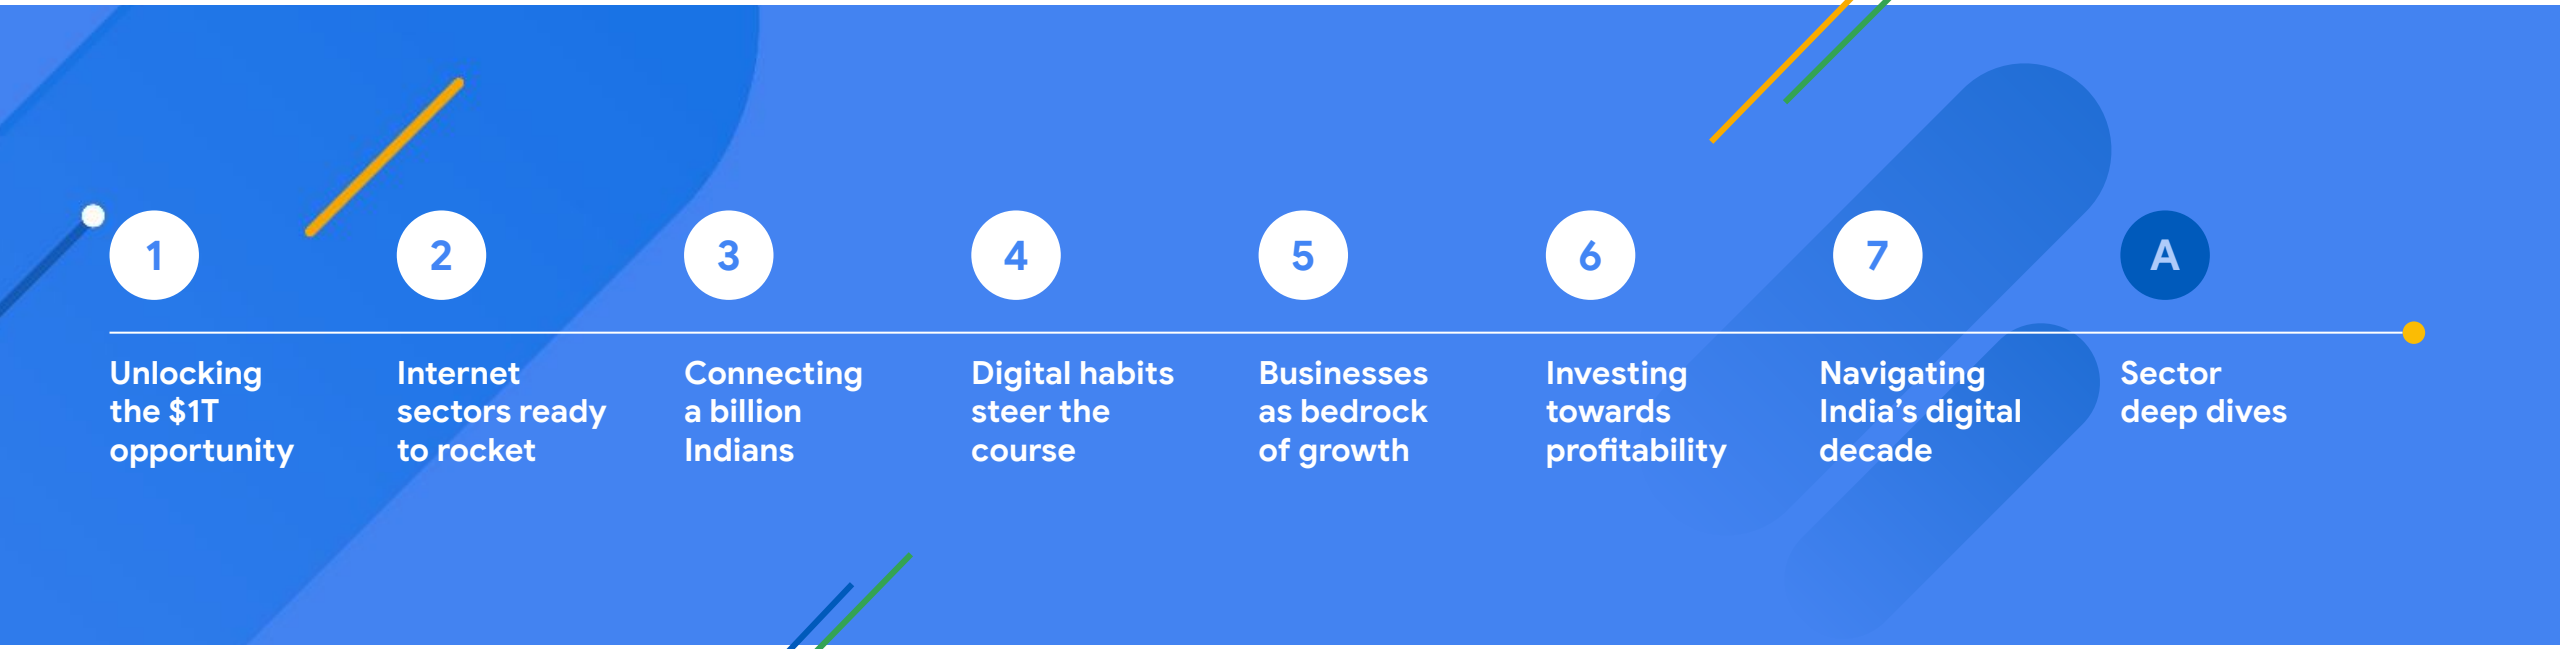 1
Unlocking
the $1T
opportunity
2
Internet
sectors ready
to rocket
3
Connecting
a billion
Indians
4
Digital habits
steer the
course
5
Businesses
as bedrock
of growth
6
Investing
towards
profitability
7
Navigating
India’s digital
decade
A
Sector
deep dives